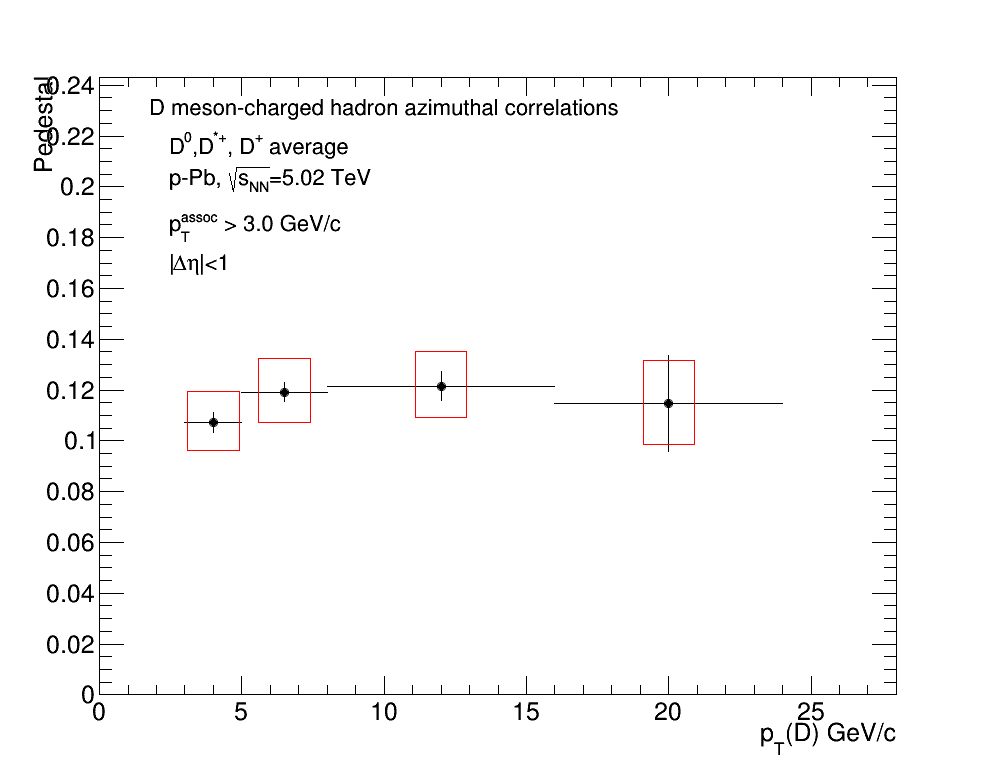 Pedestal
D meson-charged hadron azimuthal correlations
D⁰,D*⁺, D⁺ average
p-Pb, √sNN=5.02 TeV
pTassoc > 3.0 GeV/c
|Δη|<1
0.24
0.22
0.2
0.18
0.16
0.14
0.12
0.1
0.08
0.06
0.04
0.02
0
0 5 10 15 20 25
pT(D) GeV/c